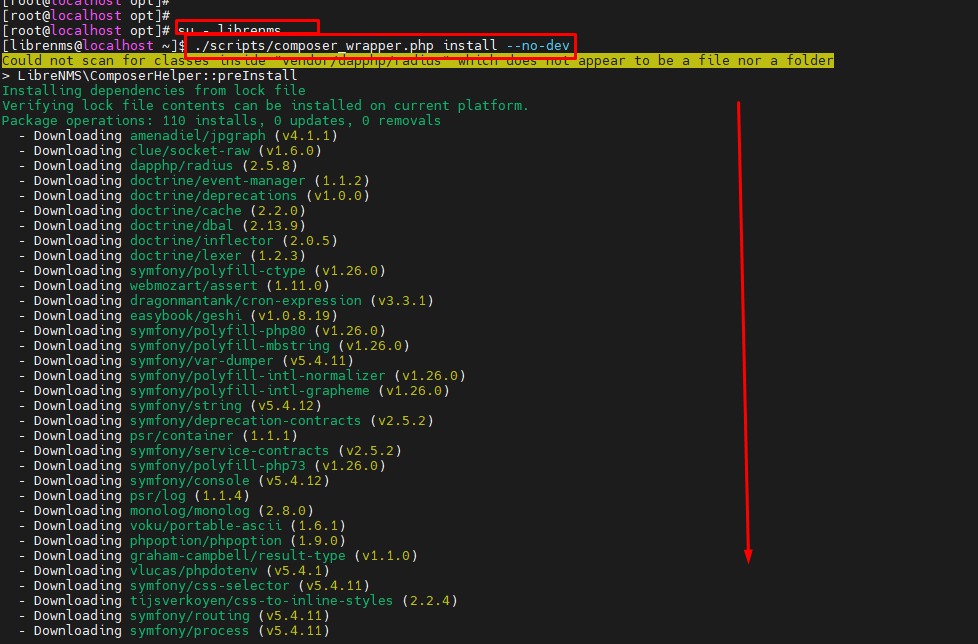 [root@localhost opt]#
[root@localhost opt]#
[root@localhost opt]# su - librenms
[librenms@localhost ~]$ ./scripts/composer_wrapper.php install --no-dev
Could not scan for classes inside "vendor/dapphp/radius" which does not appear to be a file nor a folder
> LibreNMS\ComposerHelper::preInstall
Installing dependencies from lock file
Verifying lock file contents can be installed on current platform.
Package operations: 110 installs, 0 updates, 0 removals
  - Downloading amenadiel/jpgraph (v4.1.1)
  - Downloading clue/socket-raw (v1.6.0)
  - Downloading dapphp/radius (2.5.8)
  - Downloading doctrine/event-manager (1.1.2)
  - Downloading doctrine/deprecations (v1.0.0)
  - Downloading doctrine/cache (2.2.0)
  - Downloading doctrine/dbal (2.13.9)
  - Downloading doctrine/inflector (2.0.5)
  - Downloading doctrine/lexer (1.2.3)
  - Downloading symfony/polyfill-ctype (v1.26.0)
  - Downloading webmozart/assert (1.11.0)
  - Downloading dragonmantank/cron-expression (v3.3.1)
  - Downloading easybook/geshi (v1.0.8.19)
  - Downloading symfony/polyfill-php80 (v1.26.0)
  - Downloading symfony/polyfill-mbstring (v1.26.0)
  - Downloading symfony/var-dumper (v5.4.11)
  - Downloading symfony/polyfill-intl-normalizer (v1.26.0)
  - Downloading symfony/polyfill-intl-grapheme (v1.26.0)
  - Downloading symfony/string (v5.4.12)
  - Downloading symfony/deprecation-contracts (v2.5.2)
  - Downloading psr/container (1.1.1)
  - Downloading symfony/service-contracts (v2.5.2)
  - Downloading symfony/polyfill-php73 (v1.26.0)
  - Downloading symfony/console (v5.4.12)
  - Downloading psr/log (1.1.4)
  - Downloading monolog/monolog (2.8.0)
  - Downloading voku/portable-ascii (1.6.1)
  - Downloading phpoption/phpoption (1.9.0)
  - Downloading graham-campbell/result-type (v1.1.0)
  - Downloading vlucas/phpdotenv (v5.4.1)
  - Downloading symfony/css-selector (v5.4.11)
  - Downloading tijsverkoyen/css-to-inline-styles (2.2.4)
  - Downloading symfony/routing (v5.4.11)
  - Downloading symfony/process (v5.4.11)